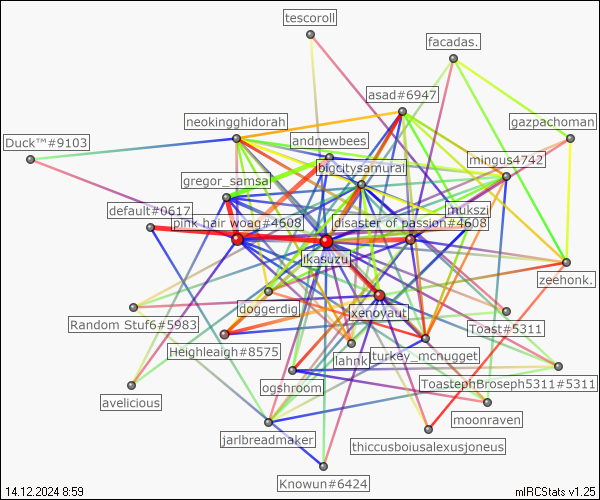 tescoroll
facadas.
asad#6947
neokingghidorah
gazpachoman
Duck™#9103
andnewbees
mingus4742
bigcitysamurai
gregor_samsa
default#0617
mukszi
pink hair woag#4608
disaster of passion#4608
ikasuzu
zeehonk.
doggerdig
xenoyaut
Random Stuf6#5983
Toast#5311
Heighleaigh#8575
lahnk
turkey_mcnugget
ogshroom
ToastephBroseph5311#5311
avelicious
moonraven
jarlbreadmaker
thiccusboiusalexusjoneus
Knowun#6424
14.12.2024 8:59
mIRCStats v1.25